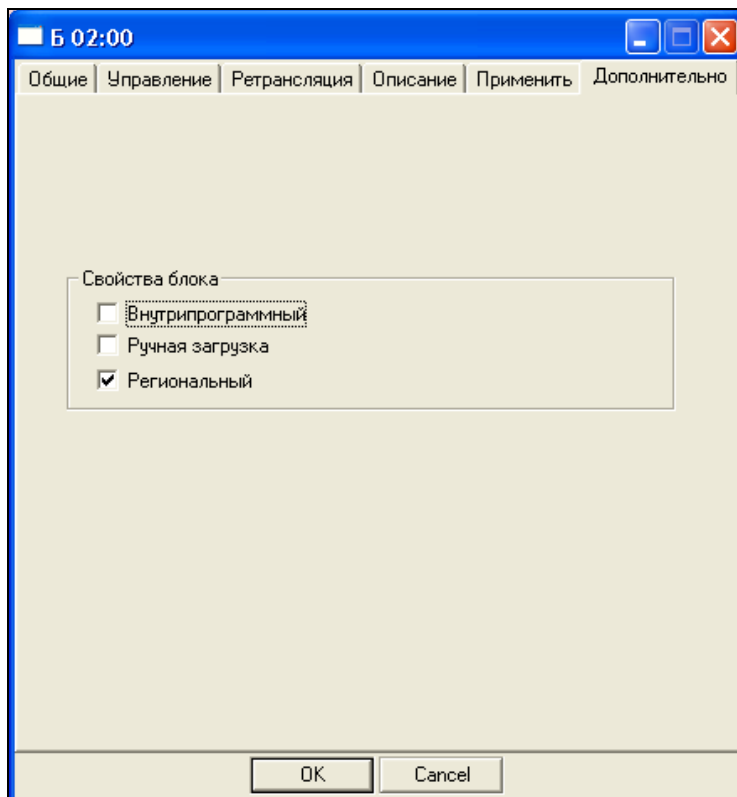 Б 02:00
Общие Управление Ретрансляция Описание Применить Дополнительно
Свойства блока
Внутрипрограммный
Ручная загрузка
Региональный
OK Cancel